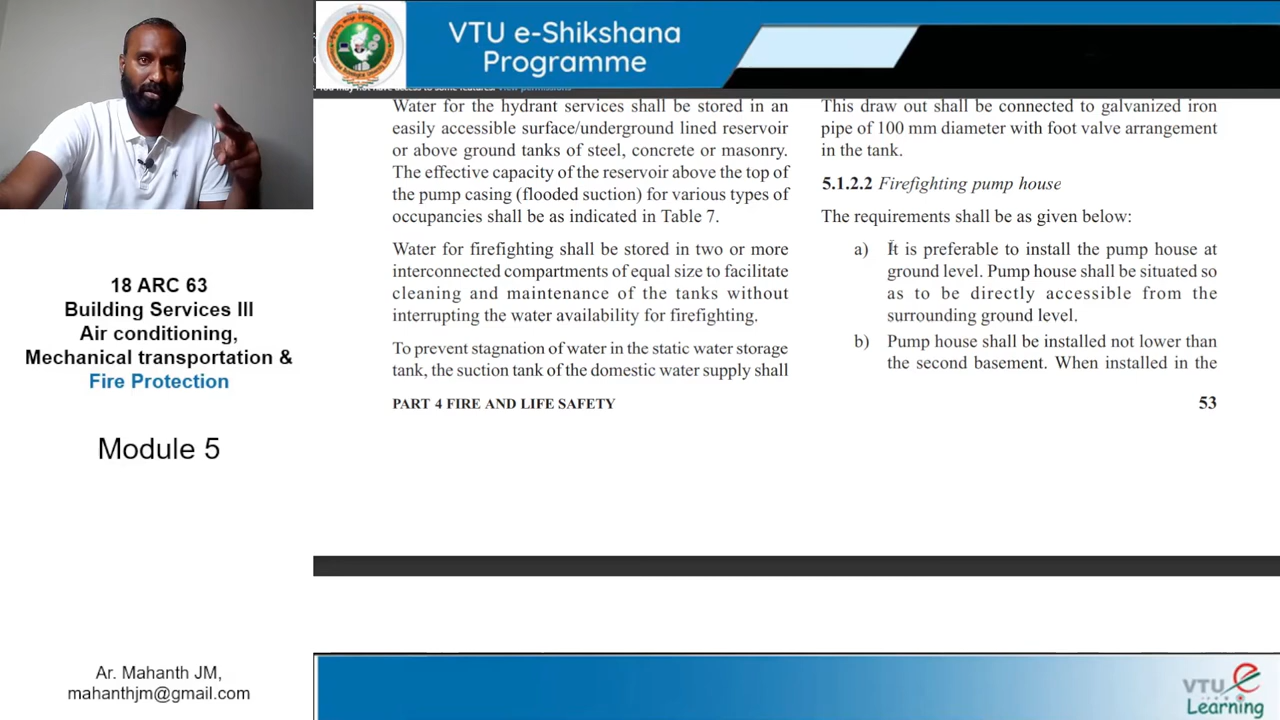 VTU e-Shikshana
Programme
Water for the hydrant services shall be stored in an
easily accessible surface/underground lined reservoir
or above ground tanks of steel, concrete or masonry.
The effective capacity of the reservoir above the top of
the pump casing (flooded suction) for various types of
occupancies shall be as indicated in Table 7.
Water for firefighting shall be stored in two or more
interconnected compartments of equal size to facilitate
cleaning and maintenance of the tanks without
interrupting the water availability for firefighting.
To prevent stagnation of water in the static water storage
tank, the suction tank of the domestic water supply shall
PART 4 FIRE AND LIFE SAFETY
This draw out shall be connected to galvanized iron
pipe of 100 mm diameter with foot valve arrangement
in the tank.
5.1.2.2 Firefighting pump house
The requirements shall be as given below:
a) It is preferable to install the pump house at
ground level. Pump house shall be situated so
as to be directly accessible from the
surrounding ground level.
b) Pump house shall be installed not lower than
the second basement. When installed in the
53
18 ARC 63
Building Services III
Air conditioning,
Mechanical transportation &
Fire Protection
Module 5
Ar. Mahanth JM,
mahanthjm@gmail.com
VTU
Learning